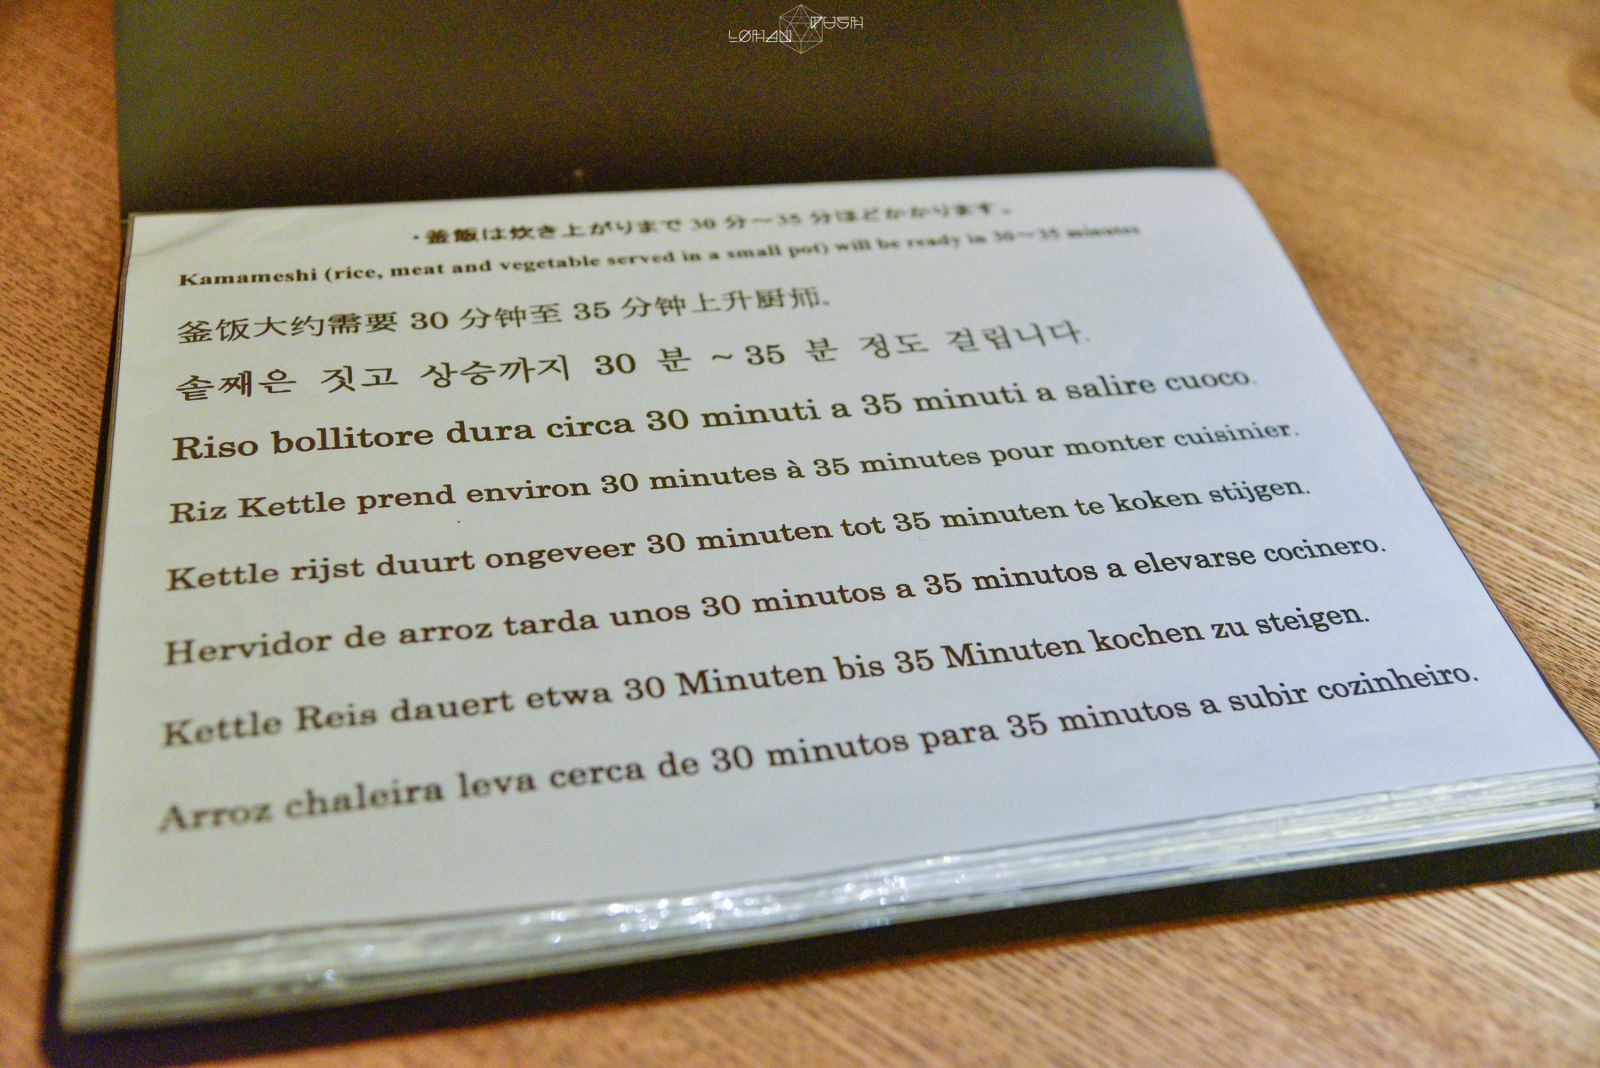 LOHAN PUSH
・釜飯は炊き上がりまで 30 分～35 分ほどかかります。
Kamameshi (rice, meat and vegetable served in a small pot) will be ready in 30～35 minutes
釜饭大约需要 30 分钟至 35 分钟上升厨师。
솥째은 짓고 상승까지 30 분 ~ 35 분 정도 걸립니다.
Riso bollitore dura circa 30 minuti a 35 minuti a salire cuoco.
Riz Kettle prend environ 30 minutes à 35 minutes pour monter cuisinier.
Kettle rijst duurt ongeveer 30 minuten tot 35 minuten te koken stijgen.
Hervidor de arroz tarda unos 30 minutos a 35 minutos a elevarse cocinero.
Kettle Reis dauert etwa 30 Minuten bis 35 Minuten kochen zu steigen.
Arroz chaleira leva cerca de 30 minutos para 35 minutos a subir cozinheiro.